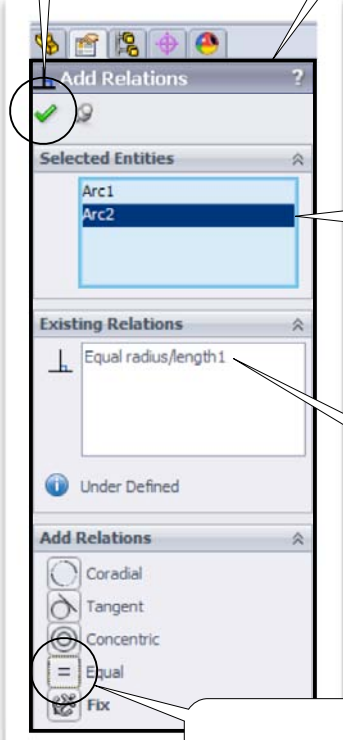 Add Relations ?
Selected Entities
Arc1
Arc2
Existing Relations
Equal radius/length1
Under Defined
Add Relations
Coradial
Tangent
Concentric
= Equal
Fix